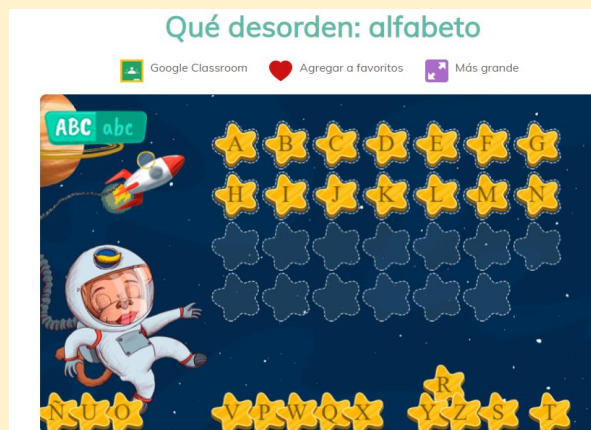 Qué desorden: alfabeto
Google Classroom Agregar a favoritos Más grande
ABC abc
A B C D E F G
H I J K L M N
R
Ñ U O V P W Q X Y Z S T